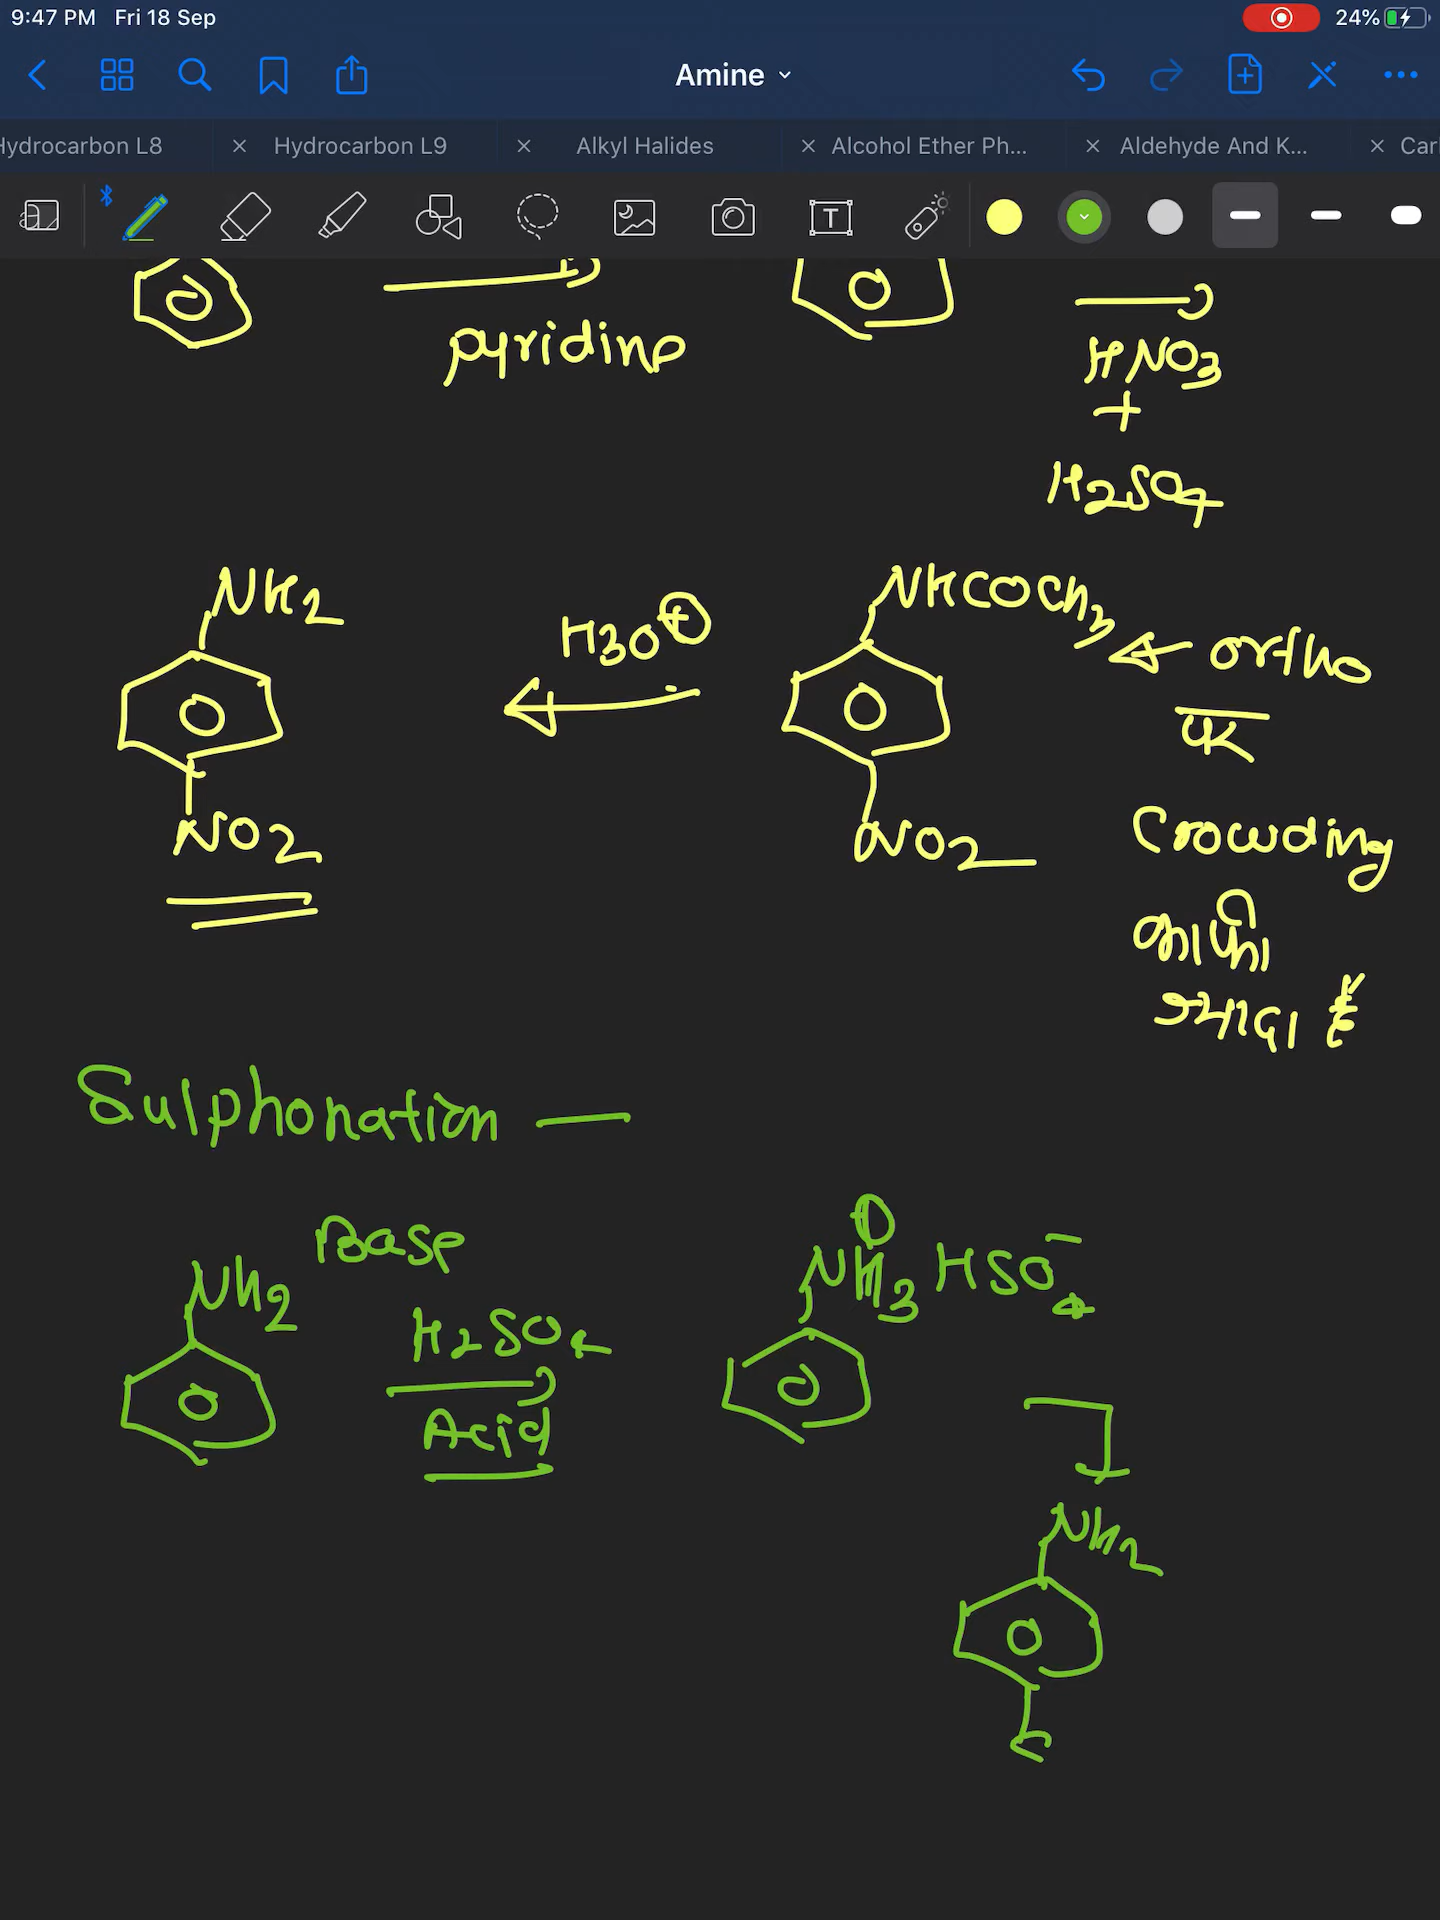 9:47 PM Fri 18 Sep
24%
Amine
Hydrocarbon L8
Hydrocarbon L9
Alkyl Halides
Alcohol Ether Ph...
Aldehyde And K...
Car
T
pyridine
HNO3
+
H2SO4
NH2
H3O⊕
NHCOCH3
ortho
पर
NO2
NO2
Crowding
काफी
ज्यादा है
Sulphonation —
Base
NH2
H2SO4
Acid
⊕
NH3 HSO4⁻
NH2